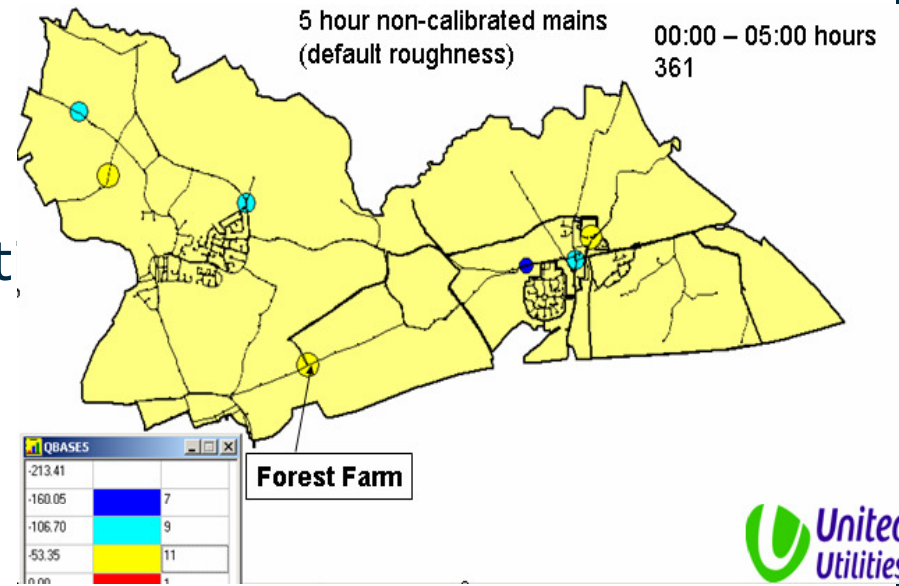 5 hour non-calibrated mains
(default roughness)
00:00 – 05:00 hours
361
t
Forest Farm
QBASE5
-213.41
-160.05 7
-106.70 9
-53.35 11
0.00 1
United
Utilities